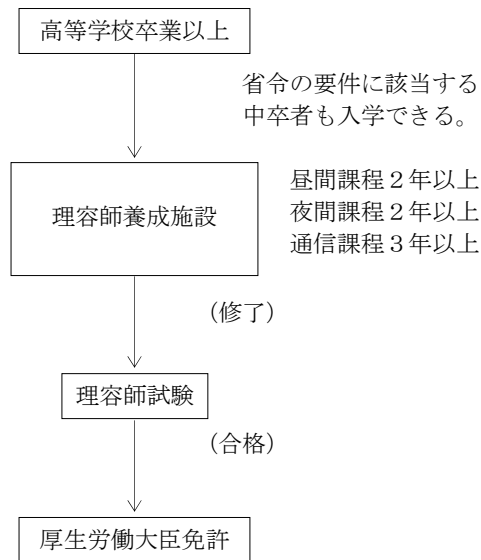 高等学校卒業以上
省令の要件に該当する
中卒者も入学できる。
理容師養成施設
昼間課程２年以上
夜間課程２年以上
通信課程３年以上
（修了）
理容師試験
（合格）
厚生労働大臣免許